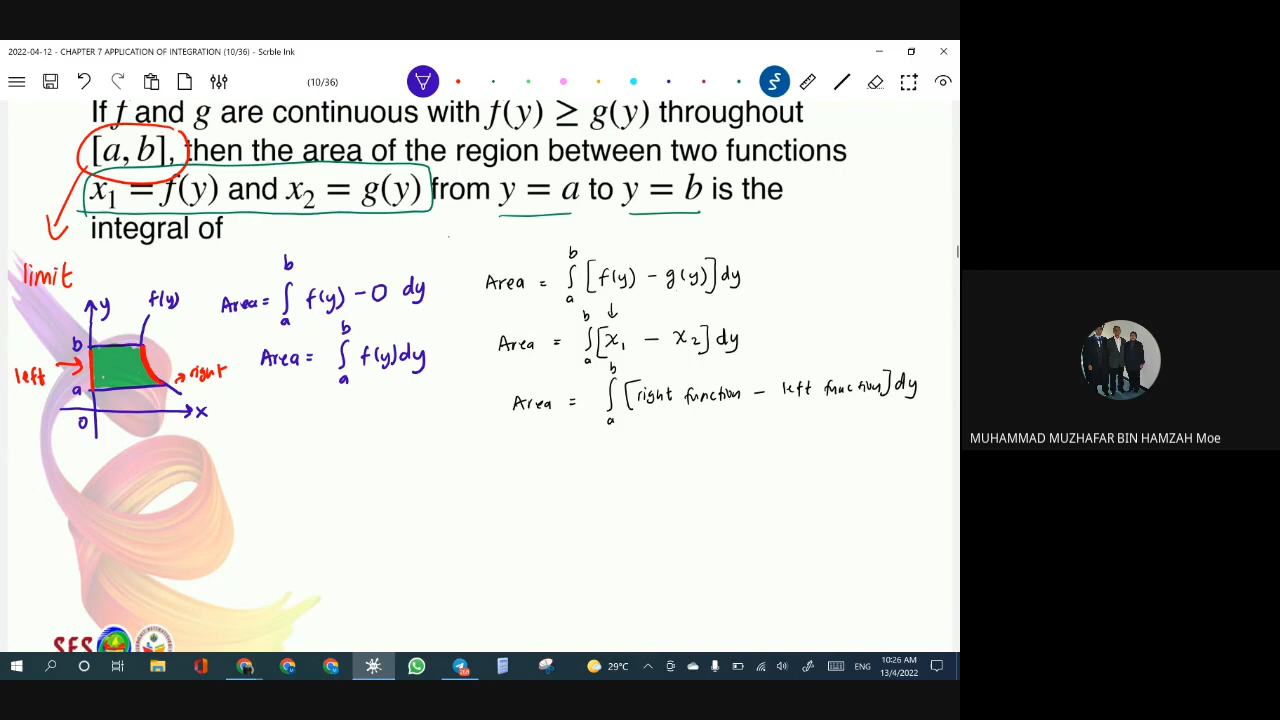 2022-04-12 - CHAPTER 7 APPLICATION OF INTEGRATION (10/36) - Scrble Ink
(10/36)
If f and g are continuous with f(y) ≥ g(y) throughout
[a, b], then the area of the region between two functions
x₁ = f(y) and x₂ = g(y) from y = a to y = b is the
integral of
limit
y
f(y)
b
left
right
a
0
x
Area = ∫ₐᵇ f(y) - 0 dy
Area = ∫ₐᵇ f(y) dy
Area = ∫ₐᵇ [f(y) - g(y)] dy
↓
Area = ∫ₐᵇ [x₁ - x₂] dy
Area = ∫ₐᵇ [right function - left function] dy
MUHAMMAD MUZHAFAR BIN HAMZAH Moe
SES
29°C
ENG
10:26 AM
13/4/2022